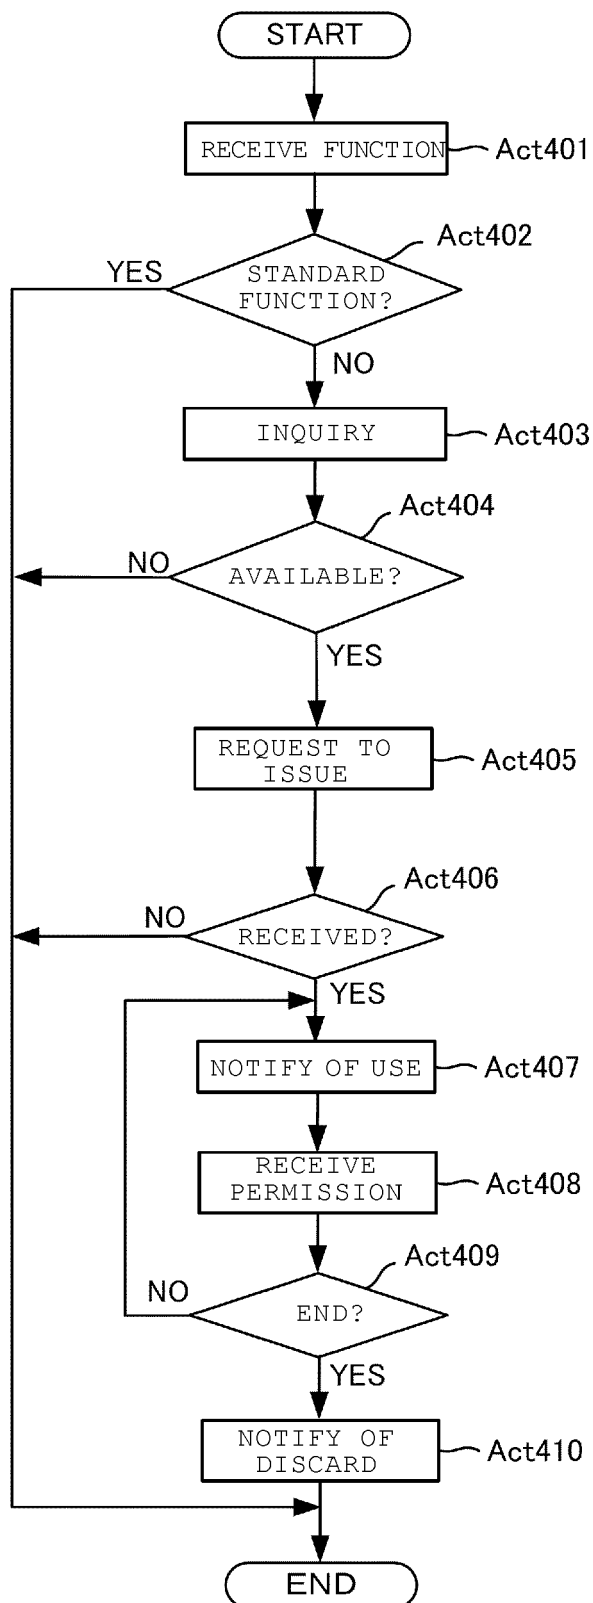 START
RECEIVE FUNCTION
Act401
Act402
YES
STANDARD
FUNCTION?
NO
INQUIRY
Act403
Act404
NO
AVAILABLE?
YES
REQUEST TO
ISSUE
Act405
Act406
NO
RECEIVED?
YES
NOTIFY OF USE
Act407
RECEIVE
PERMISSION
Act408
Act409
NO
END?
YES
NOTIFY OF
DISCARD
Act410
END